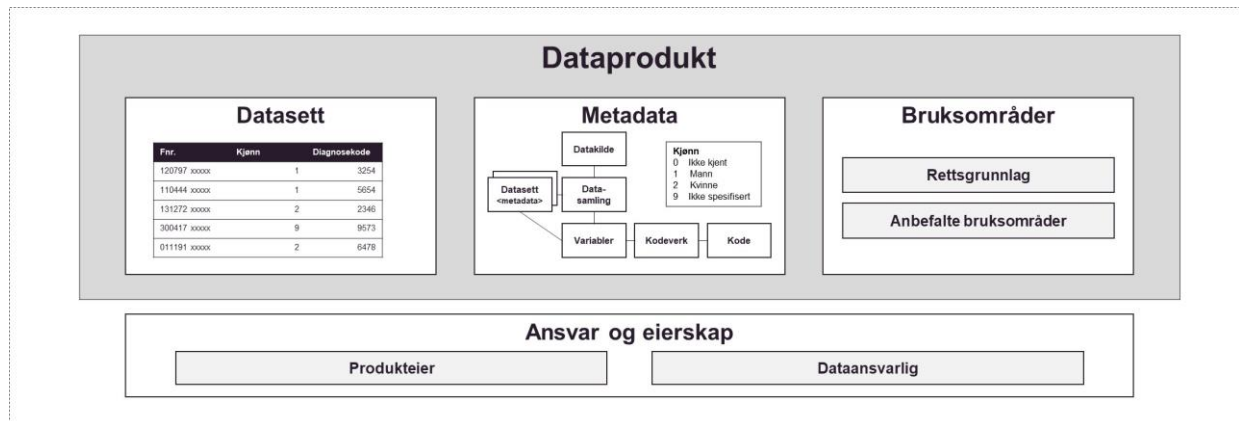 Dataprodukt
Datasett
Fnr. Kjønn Diagnosekode
120797 xxxxx 1 3254
110444 xxxxx 1 5654
131272 xxxxx 2 2346
300417 xxxxx 9 9573
011191 xxxxx 2 6478
Metadata
Datakilde
Datasett
<metadata>
Data-
samling
Variabler
Kodeverk
Kode
Kjønn
0 Ikke kjent
1 Mann
2 Kvinne
9 Ikke spesifisert
Bruksområder
Rettsgrunnlag
Anbefalte bruksområder
Ansvar og eierskap
Produkteier
Dataansvarlig